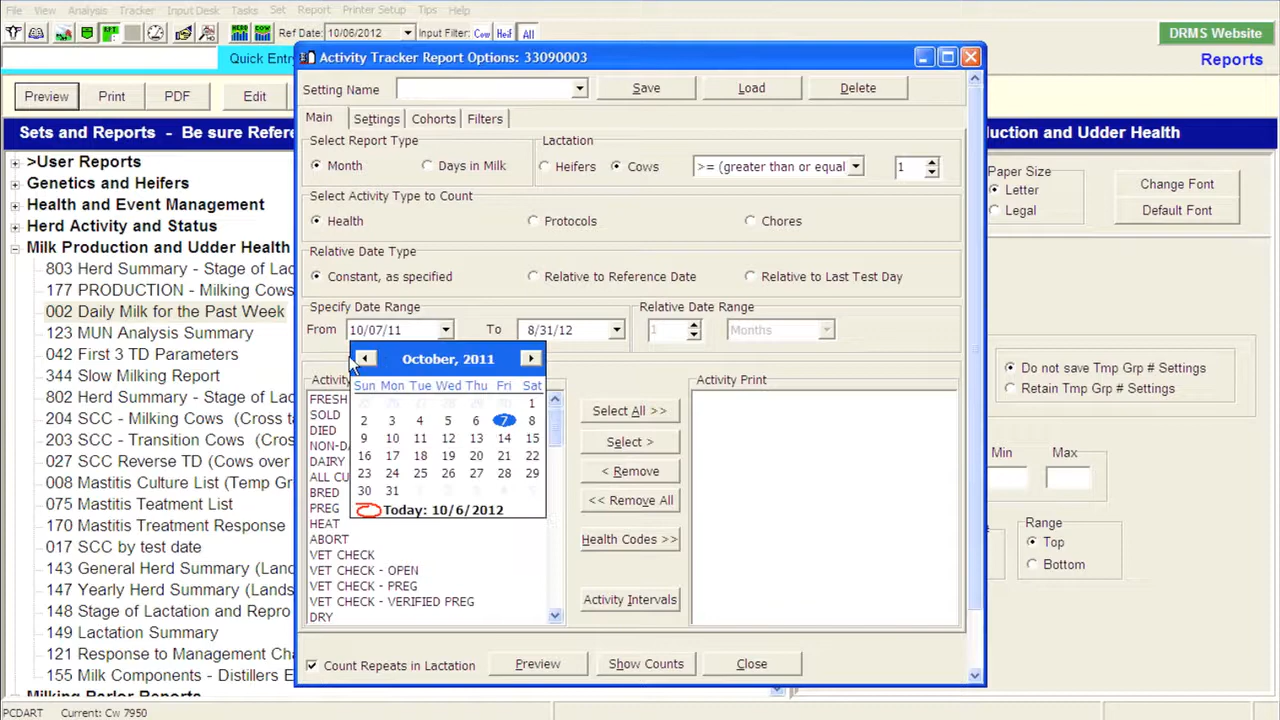 File View Analysis Tracker Input Desk Tasks Set Report Printer Setup Tips Help
Ref Date: 10/06/2012 Input Filter: Cow Heif All
DRMS Website
Quick Entr
Activity Tracker Report Options: 33090003
Reports
Preview Print PDF Edit
Setting Name Save Load Delete
Sets and Reports - Be sure Refere
Main Settings Cohorts Filters
duction and Udder Health
>User Reports
Genetics and Heifers
Health and Event Management
Herd Activity and Status
Milk Production and Udder Health
803 Herd Summary - Stage of Lac
177 PRODUCTION - Milking Cows
002 Daily Milk for the Past Week
123 MUN Analysis Summary
042 First 3 TD Parameters
344 Slow Milking Report
802 Herd Summary - Stage of Lac
204 SCC - Milking Cows (Cross ta
203 SCC - Transition Cows (Cross
027 SCC Reverse TD (Cows over
008 Mastitis Culture List (Temp Gr
075 Mastits Teatment List
170 Mastitis Treatment Response
017 SCC by test date
143 General Herd Summary (Lans
147 Yearly Herd Summary (Lands
148 Stage of Lactation and Repro
149 Lactation Summary
121 Response to Management Cha
155 Milk Components - Distillers E
Milking Parlor Reports
Select Report Type
Month Days in Milk
Lactation
Heifers Cows >= (greater than or equal 1
Select Activity Type to Count
Health Protocols Chores
Relative Date Type
Constant, as specified Relative to Reference Date Relative to Last Test Day
Specify Date Range
From 10/07/11 To 8/31/12
Relative Date Range
1 Months
October, 2011
Sun Mon Tue Wed Thu Fri Sat
1
2 3 4 5 6 7 8
9 10 11 12 13 14 15
16 17 18 19 20 21 22
23 24 25 26 27 28 29
30 31
Today: 10/6/2012
Activity
FRESH
SOLD
DIED
NON-DA
DAIRY
ALL CU
BRED
PREG
HEAT
ABORT
VET CHECK
VET CHECK - OPEN
VET CHECK - PREG
VET CHECK - VERIFIED PREG
DRY
Select All >>
Select >
< Remove
<< Remove All
Health Codes >>
Activity Intervals
Activity Print
Count Repeats in Lactation Preview Show Counts Close
Paper Size
Letter
Legal
Change Font
Default Font
Do not save Tmp Grp # Settings
Retain Tmp Grp # Settings
Min Max
Range
Top
Bottom
PCDART Current: Cw 7950